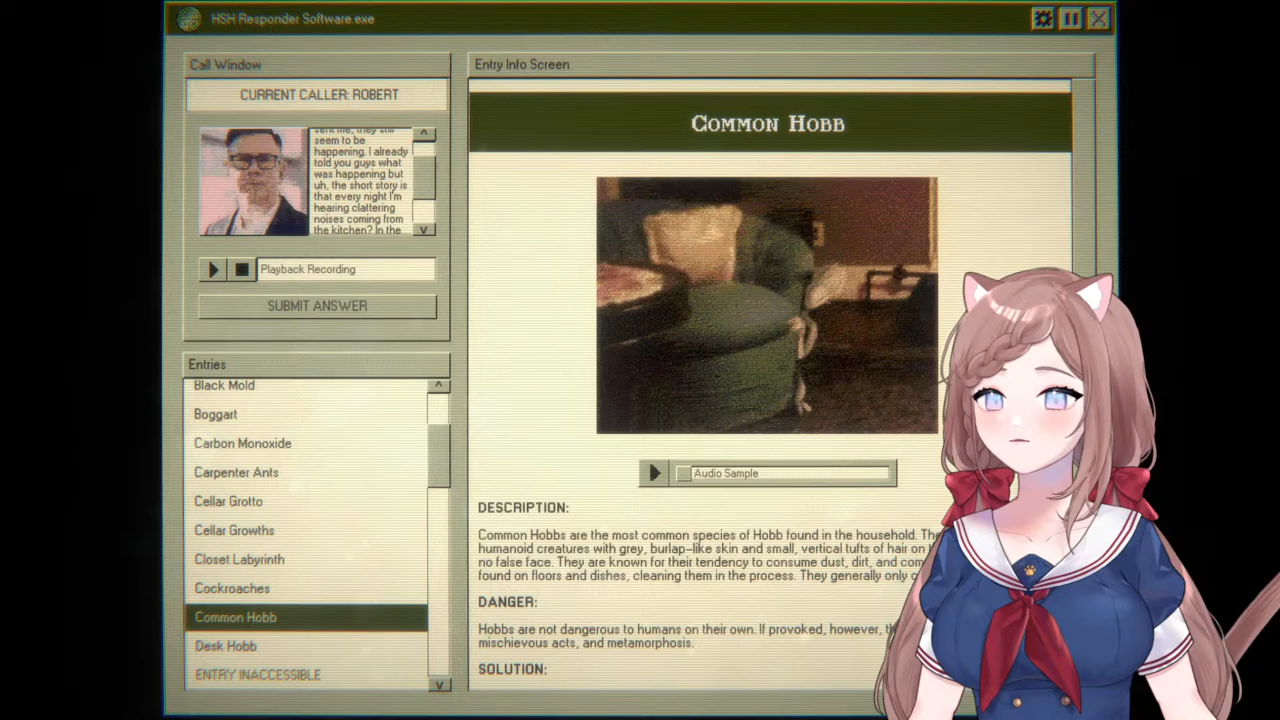 HSH Responder Software.exe
Call Window
CURRENT CALLER: ROBERT
seem to be
happening. I already
told you guys what
was happening but
uh, the short story is
that every night I'm
hearing clattering
noises coming from
the kitchen? In the
Playback Recording
SUBMIT ANSWER
Entries
Black Mold
Boggart
Carbon Monoxide
Carpenter Ants
Cellar Grotto
Cellar Growths
Closet Labyrinth
Cockroaches
Common Hobb
Desk Hobb
ENTRY INACCESSIBLE
Entry Info Screen
Common Hobb
Audio Sample
DESCRIPTION:
Common Hobbs are the most common species of Hobb found in the household.
humanoid creatures with grey, burlap-like skin and small, vertical tufts of hair on
no false face. They are known for their tendency to consume dust, dirt, and
found on floors and dishes, cleaning them in the process. They generally only
DANGER:
Hobbs are not dangerous to humans on their own. If provoked, however,
mischievous acts, and metamorphosis.
SOLUTION: